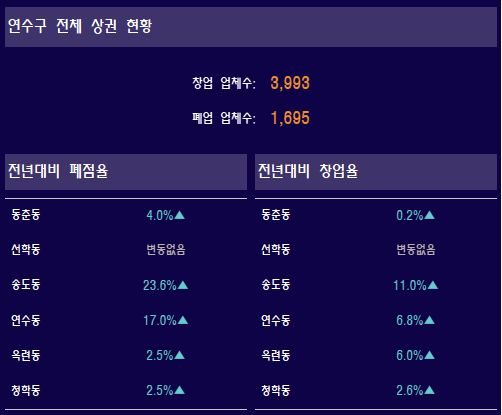 연수구 전체 상권 현황
창업 업체수: 3,993
폐업 업체수: 1,695
전년대비 폐점율 전년대비 창업율
동춘동 4.0%▲ 동춘동 0.2%▲
선학동 변동없음 선학동 변동없음
송도동 23.6%▲ 송도동 11.0%▲
연수동 17.0%▲ 연수동 6.8%▲
옥련동 2.5%▲ 옥련동 6.0%▲
청학동 2.5%▲ 청학동 2.6%▲